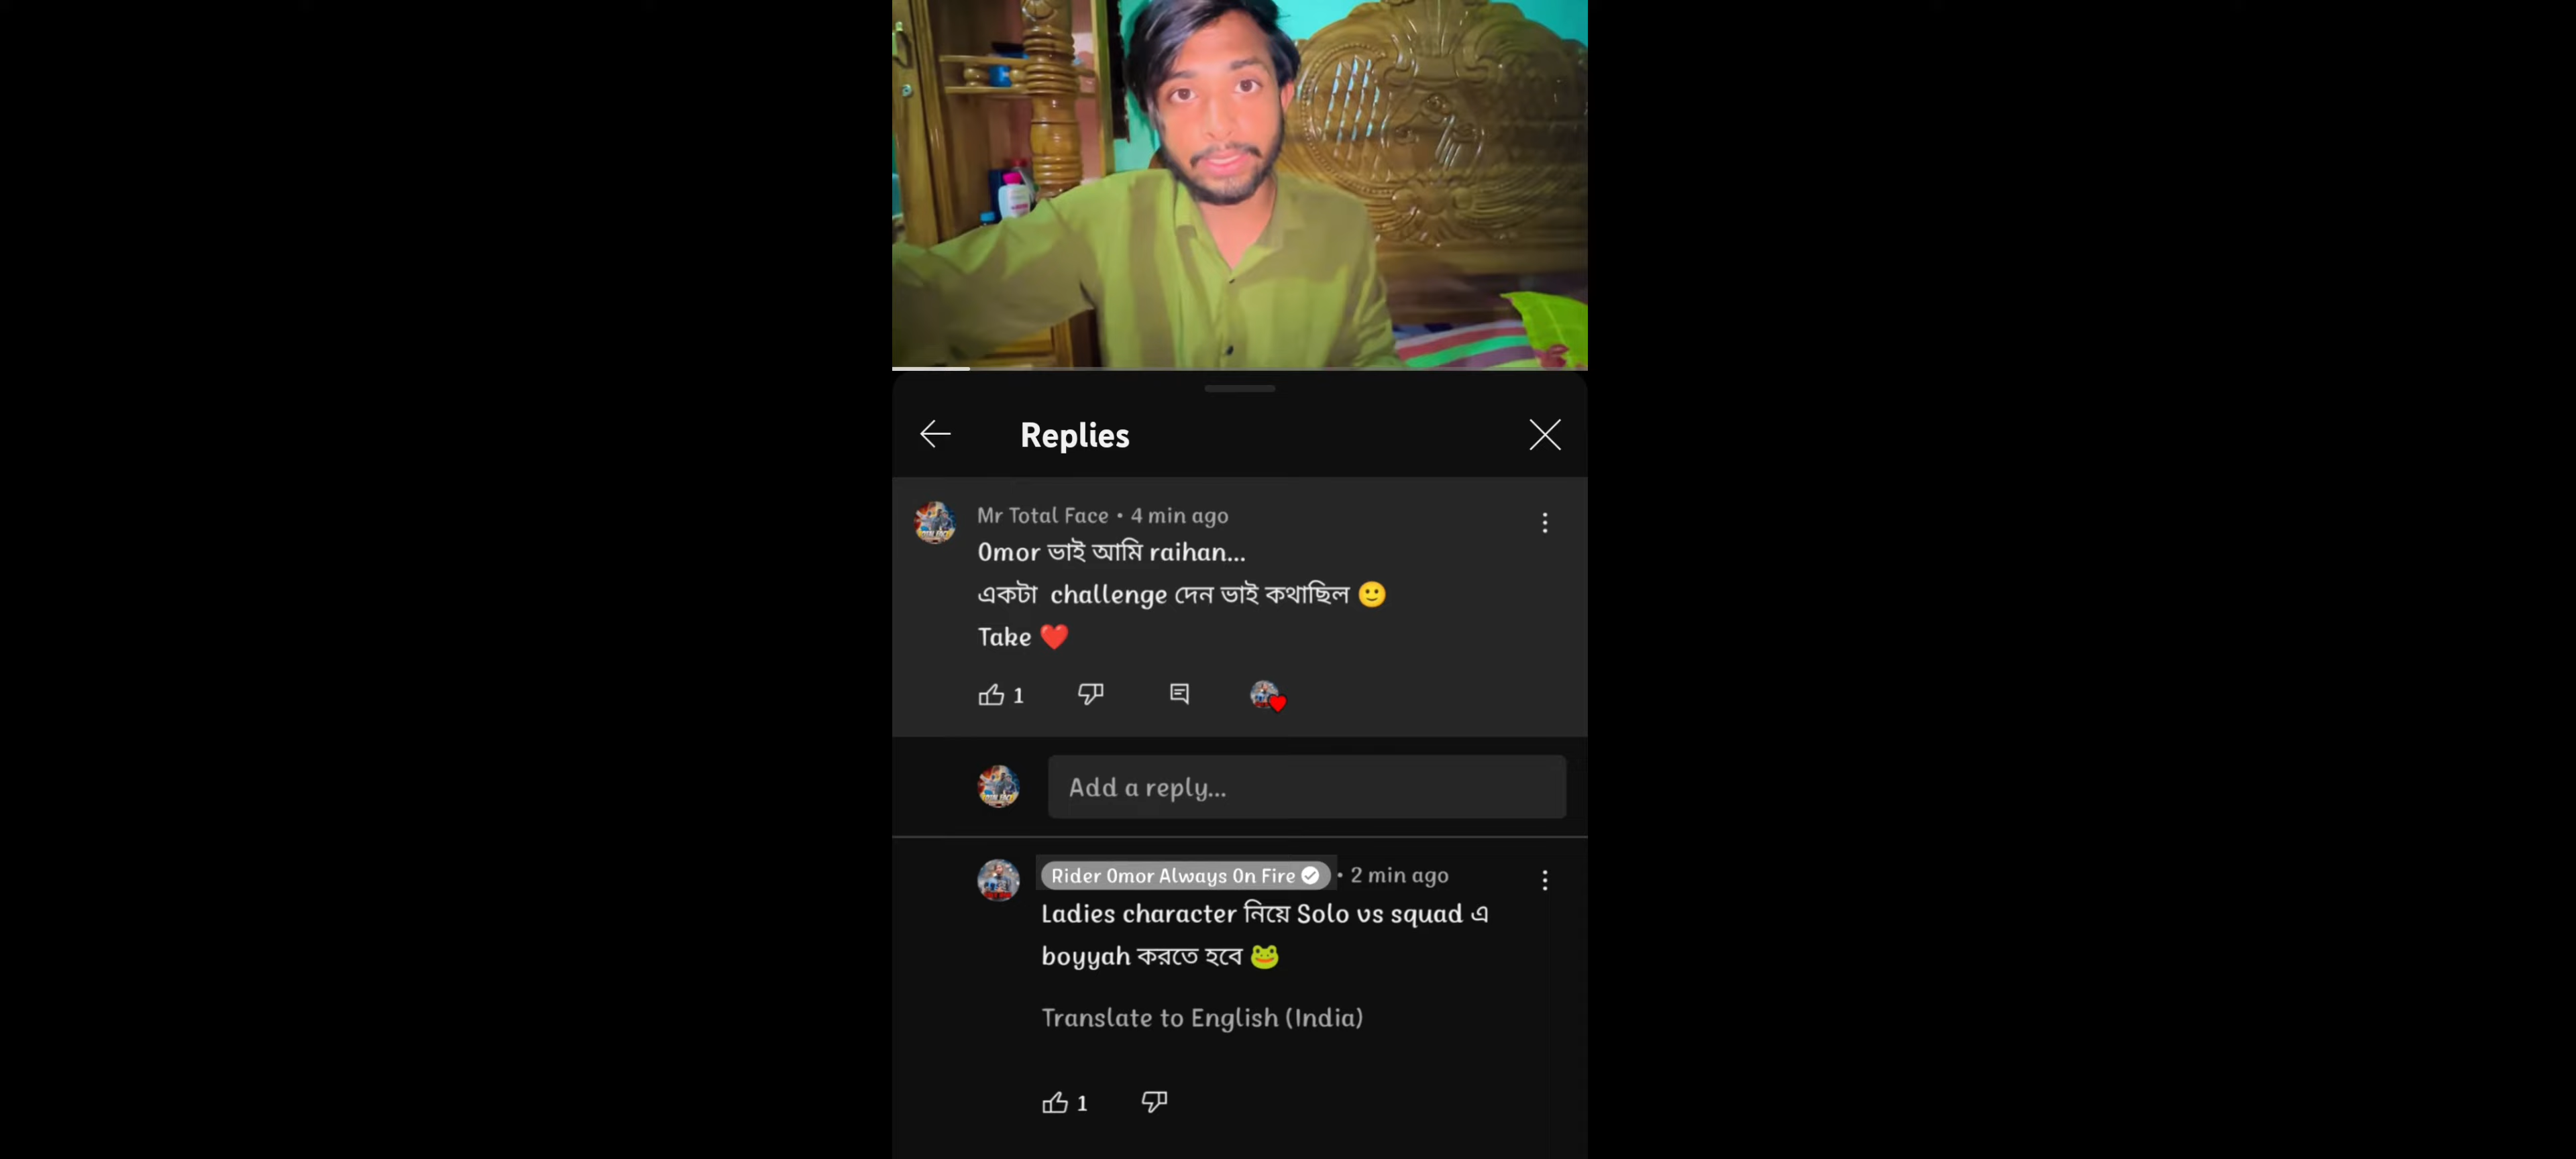 Replies
Mr Total Face • 4 min ago
Omor ভাই আমি raihan...
একটা challenge দেন ভাই কথাছিল 🙂
Take ❤️
1
Add a reply...
Rider Omor Always On Fire • 2 min ago
Ladies character নিয়ে Solo vs squad এ
boyyah করতে হবে 🐸
Translate to English (India)
1